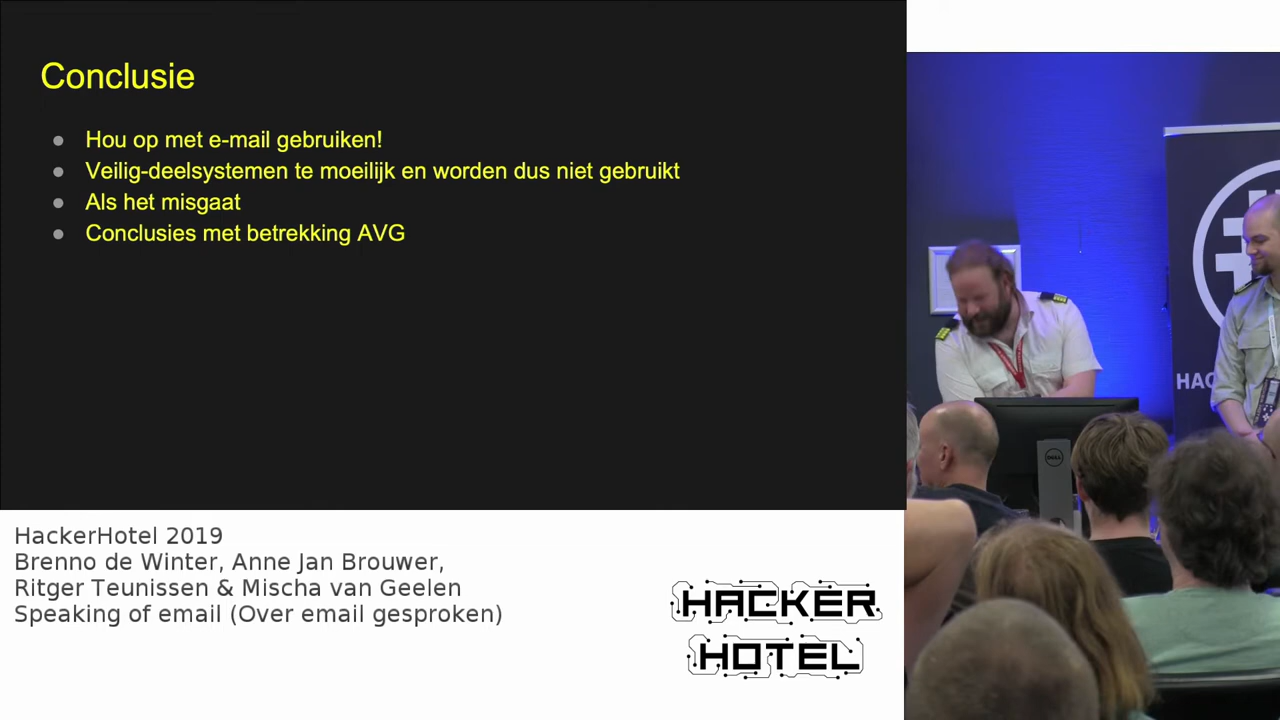 Conclusie
Hou op met e-mail gebruiken!
Veilig-deelsystemen te moeilijk en worden dus niet gebruikt
Als het misgaat
Conclusies met betrekking AVG
HAC
DELL
HackerHotel 2019
Brenno de Winter, Anne Jan Brouwer,
Ritger Teunissen & Mischa van Geelen
Speaking of email (Over email gesproken)
HACKER
HOTEL